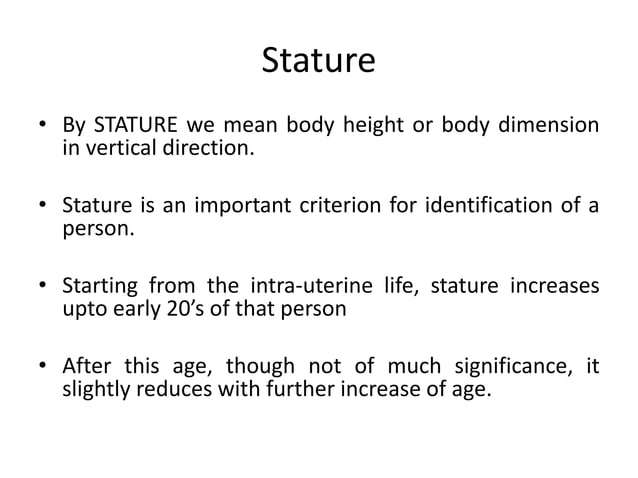 Stature
• By STATURE we mean body height or body dimension
in vertical direction.
• Stature is an important criterion for identification of a
person.
• Starting from the intra-uterine life, stature increases
upto early 20’s of that person
• After this age, though not of much significance, it
slightly reduces with further increase of age.